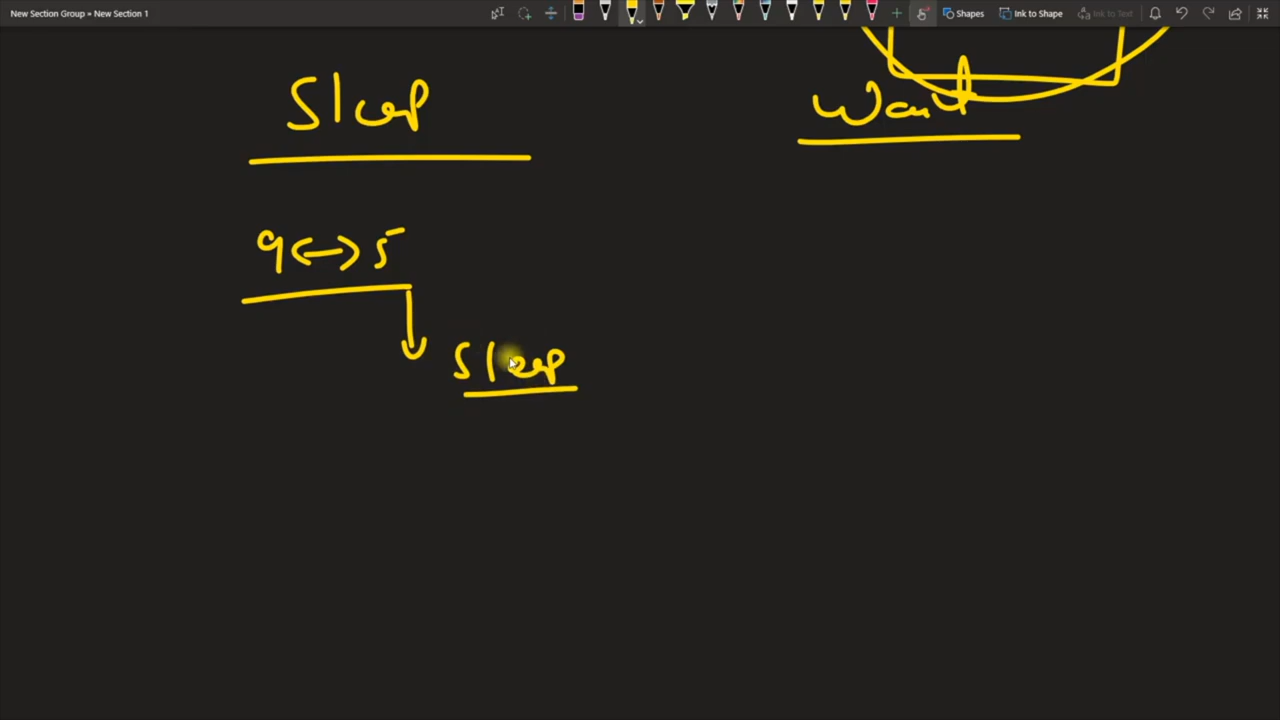 New Section Group » New Section 1
Shapes
Ink to Shape
Ink to Text
Sleep
Want
9 ↔ 5
Sleep